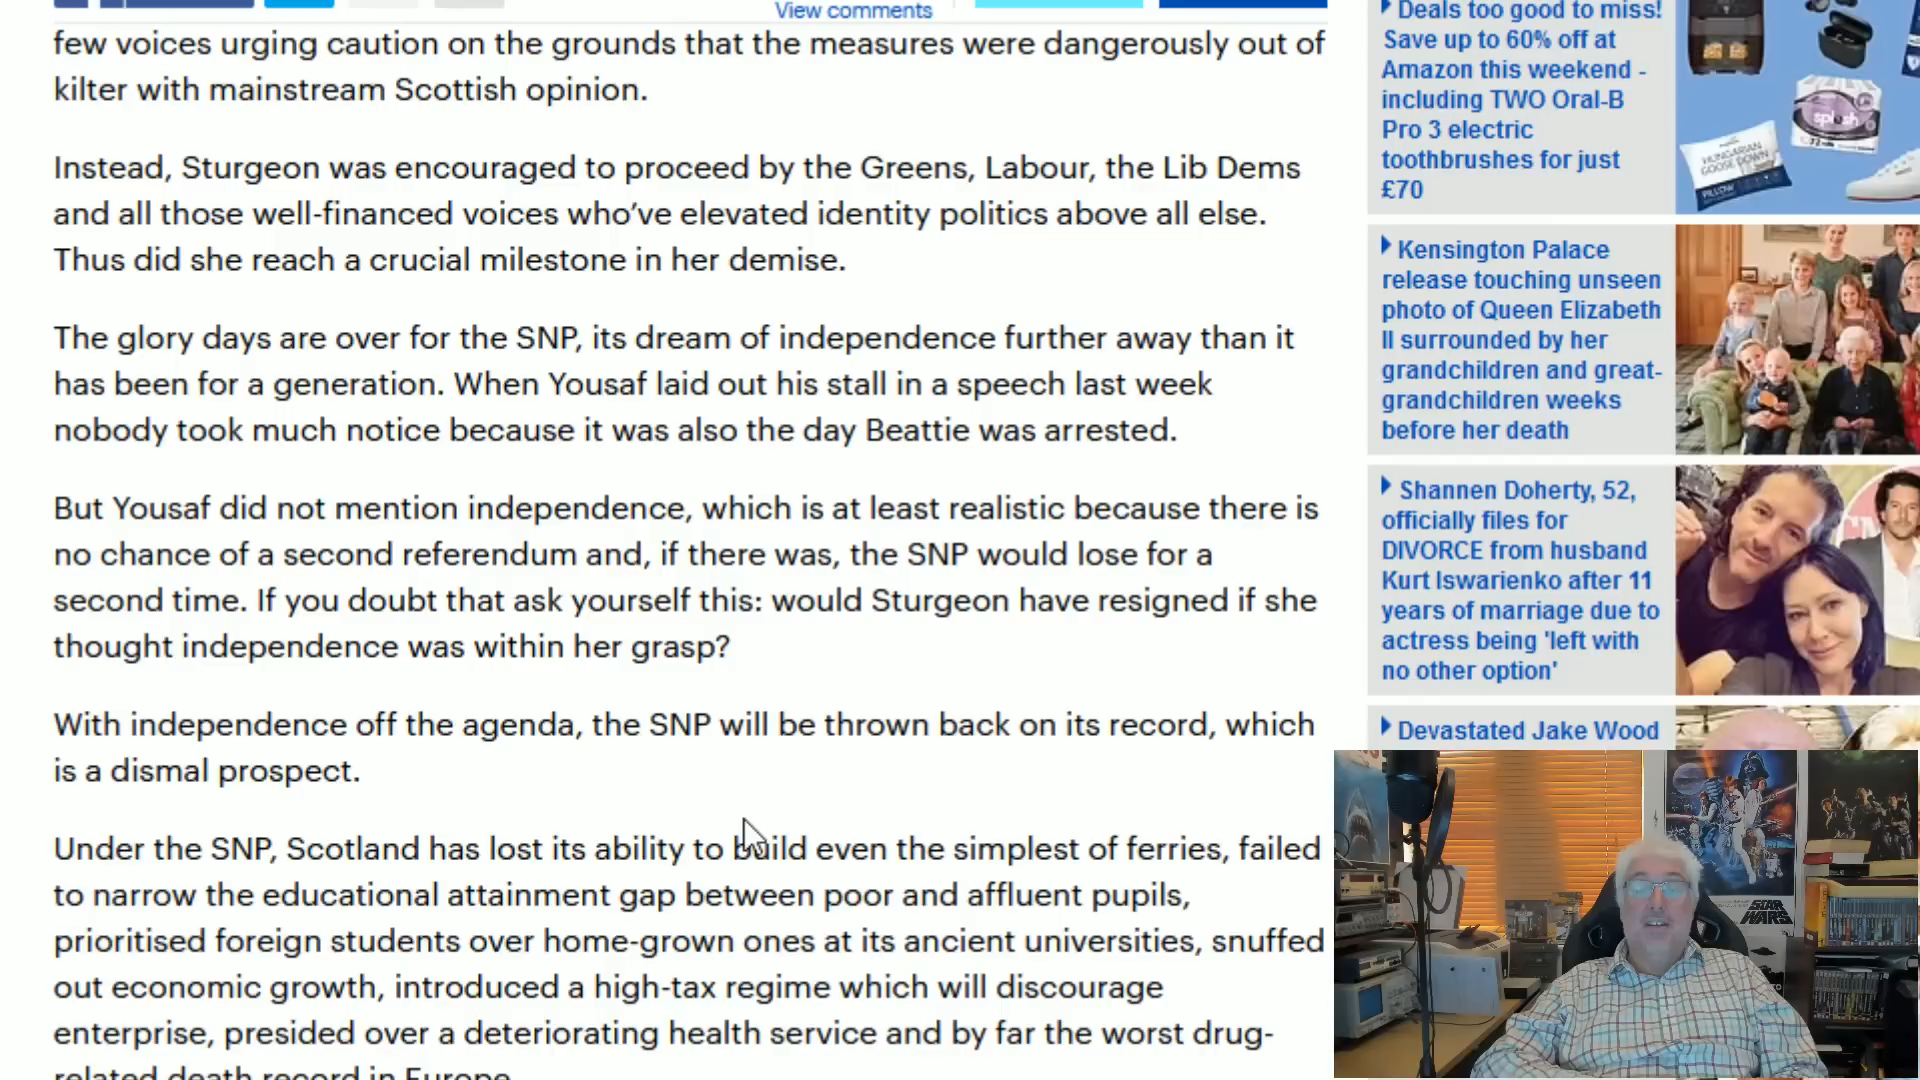 View comments
few voices urging caution on the grounds that the measures were dangerously out of
kilter with mainstream Scottish opinion.
Instead, Sturgeon was encouraged to proceed by the Greens, Labour, the Lib Dems
and all those well-financed voices who’ve elevated identity politics above all else.
Thus did she reach a crucial milestone in her demise.
The glory days are over for the SNP, its dream of independence further away than it
has been for a generation. When Yousaf laid out his stall in a speech last week
nobody took much notice because it was also the day Beattie was arrested.
But Yousaf did not mention independence, which is at least realistic because there is
no chance of a second referendum and, if there was, the SNP would lose for a
second time. If you doubt that ask yourself this: would Sturgeon have resigned if she
thought independence was within her grasp?
With independence off the agenda, the SNP will be thrown back on its record, which
is a dismal prospect.
Under the SNP, Scotland has lost its ability to build even the simplest of ferries, failed
to narrow the educational attainment gap between poor and affluent pupils,
prioritised foreign students over home-grown ones at its ancient universities, snuffed
out economic growth, introduced a high-tax regime which will discourage
enterprise, presided over a deteriorating health service and by far the worst drug-
related death record in Europe.
Deals too good to miss!
Save up to 60% off at
Amazon this weekend -
including TWO Oral-B
Pro 3 electric
toothbrushes for just
£70
splosh
HUNGARIAN
GOOSE DOWN
PILLOW
Kensington Palace
release touching unseen
photo of Queen Elizabeth
II surrounded by her
grandchildren and great-
grandchildren weeks
before her death
Shannen Doherty, 52,
officially files for
DIVORCE from husband
Kurt Iswarienko after 11
years of marriage due to
actress being 'left with
no other option'
Devastated Jake Wood
STAR
WARS